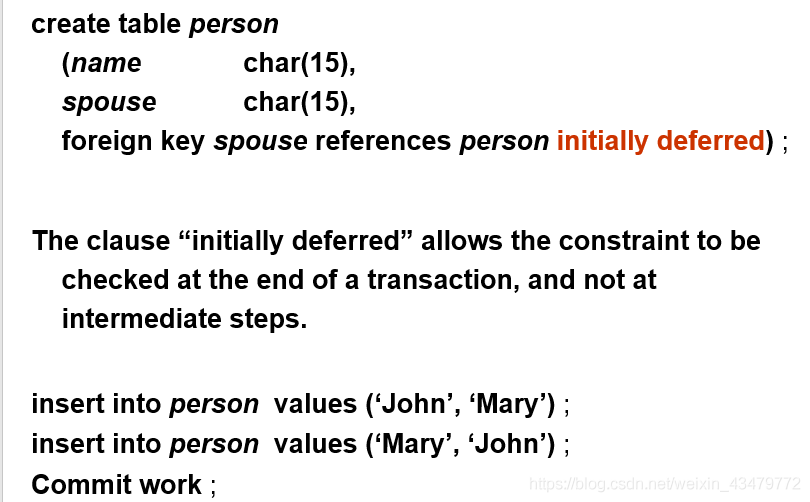 create table person
(name char(15),
spouse char(15),
foreign key spouse references person initially deferred) ;
The clause “initially deferred” allows the constraint to be
checked at the end of a transaction, and not at
intermediate steps.
insert into person values (‘John’, ‘Mary’) ;
insert into person values (‘Mary’, ‘John’) ;
Commit work ;
https://blog.csdn.net/weixin_43479772